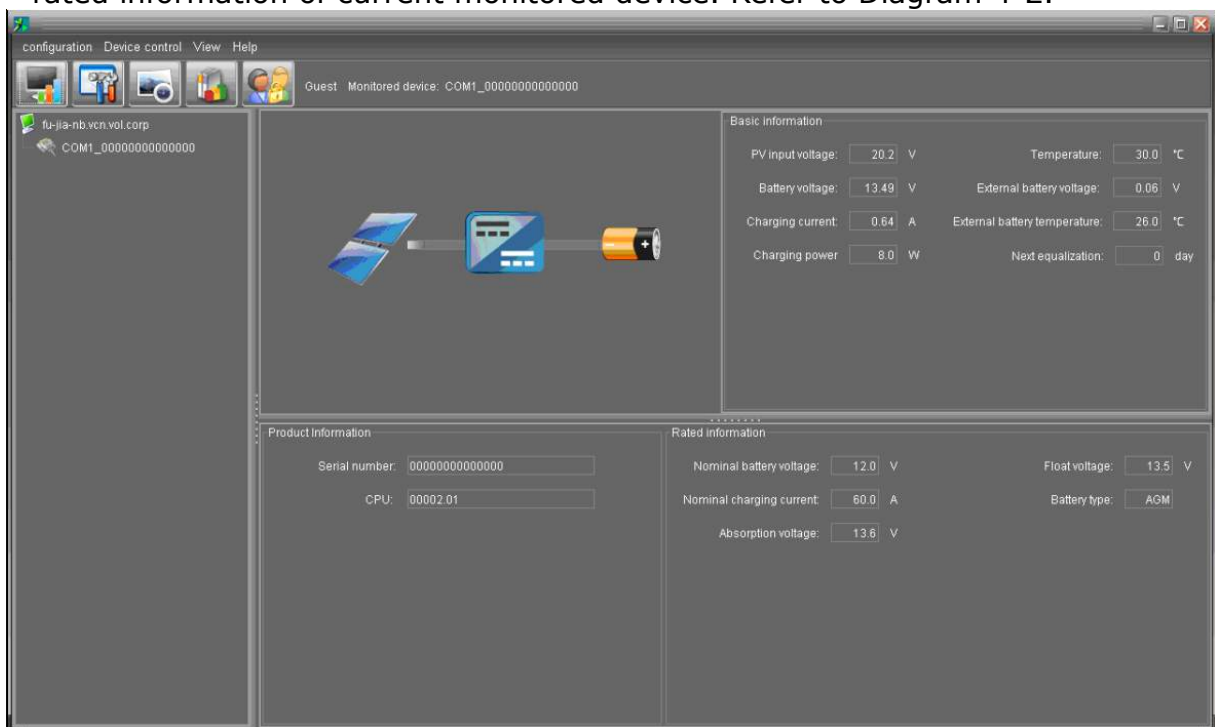 rated information of current monitored device. Refer to Diagram 4-2.
configuration Device control View Help
Guest Monitored device: COM1_00000000000000
fu-jia-nb.vcn.vol.corp
COM1_00000000000000
Basic information
PV input voltage: 20.2 V Temperature: 30.0 °C
Battery voltage: 13.49 V External battery voltage: 0.06 V
Charging current: 0.64 A External battery temperature: 26.0 °C
Charging power 8.0 W Next equalization: 0 day
Product Information
Serial number: 00000000000000
CPU: 00002.01
Rated information
Nominal battery voltage: 12.0 V Float voltage: 13.5 V
Nominal charging current: 60.0 A Battery type: AGM
Absorption voltage: 13.6 V